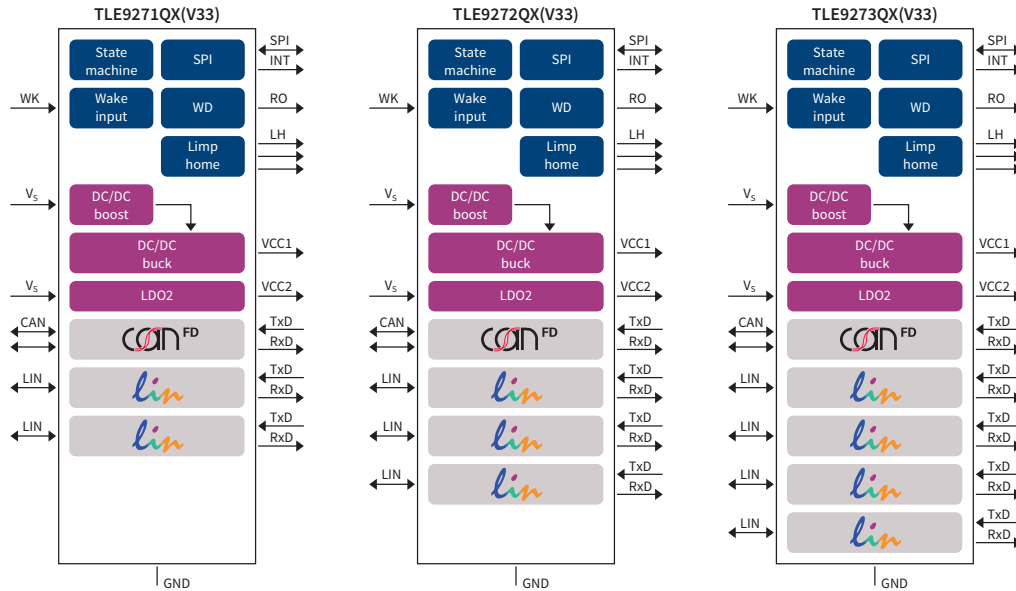 TLE9271QX(V33)
State
machine
SPI
Wake
input
WD
Limp
home
DC/DC
boost
DC/DC
buck
LDO2
CAN FD
lin
lin
WK
VS
VS
CAN
LIN
LIN
SPI
INT
RO
LH
VCC1
VCC2
TxD
RxD
TxD
RxD
TxD
RxD
GND
TLE9272QX(V33)
State
machine
SPI
Wake
input
WD
Limp
home
DC/DC
boost
DC/DC
buck
LDO2
CAN FD
lin
lin
lin
WK
VS
VS
CAN
LIN
LIN
LIN
SPI
INT
RO
LH
VCC1
VCC2
TxD
RxD
TxD
RxD
TxD
RxD
TxD
RxD
GND
TLE9273QX(V33)
State
machine
SPI
Wake
input
WD
Limp
home
DC/DC
boost
DC/DC
buck
LDO2
CAN FD
lin
lin
lin
lin
WK
VS
VS
CAN
LIN
LIN
LIN
LIN
SPI
INT
RO
LH
VCC1
VCC2
TxD
RxD
TxD
RxD
TxD
RxD
TxD
RxD
TxD
RxD
GND